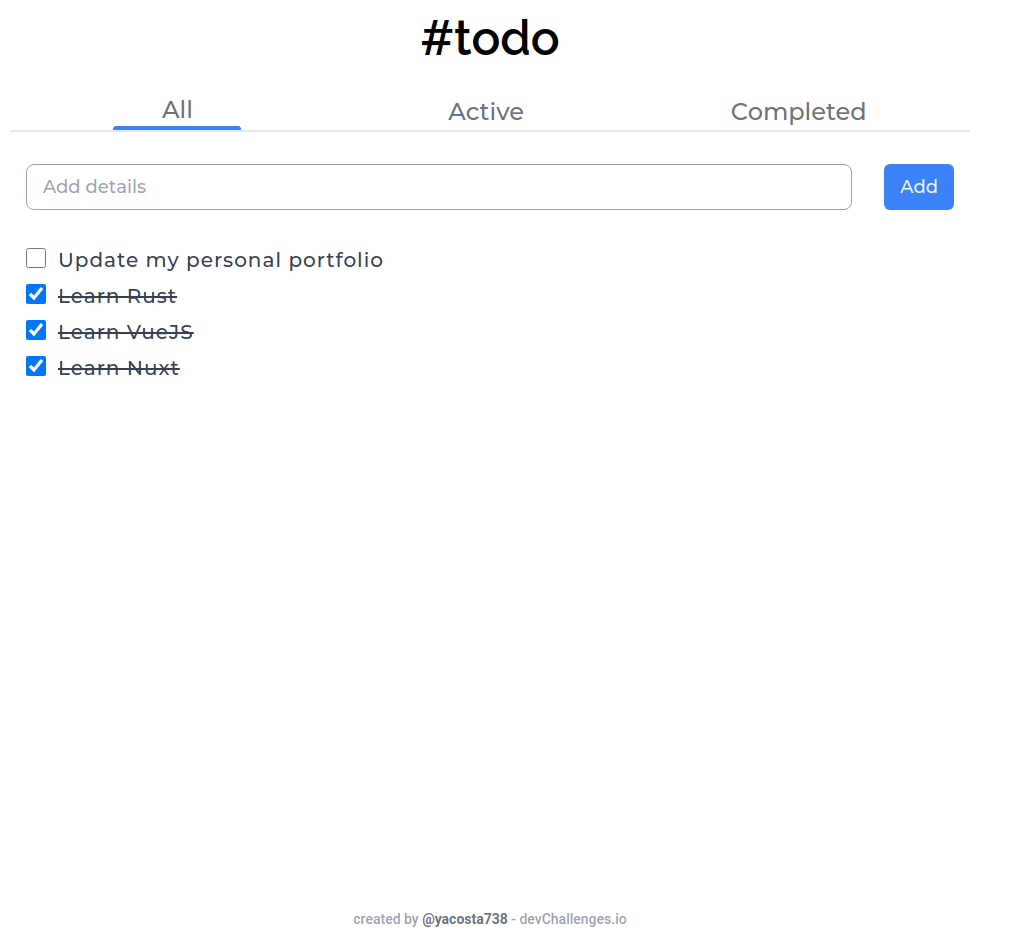 #todo
All Active Completed
Add details Add
Update my personal portfolio
Learn Rust
Learn VueJS
Learn Nuxt
created by @yacosta738 - devChallenges.io